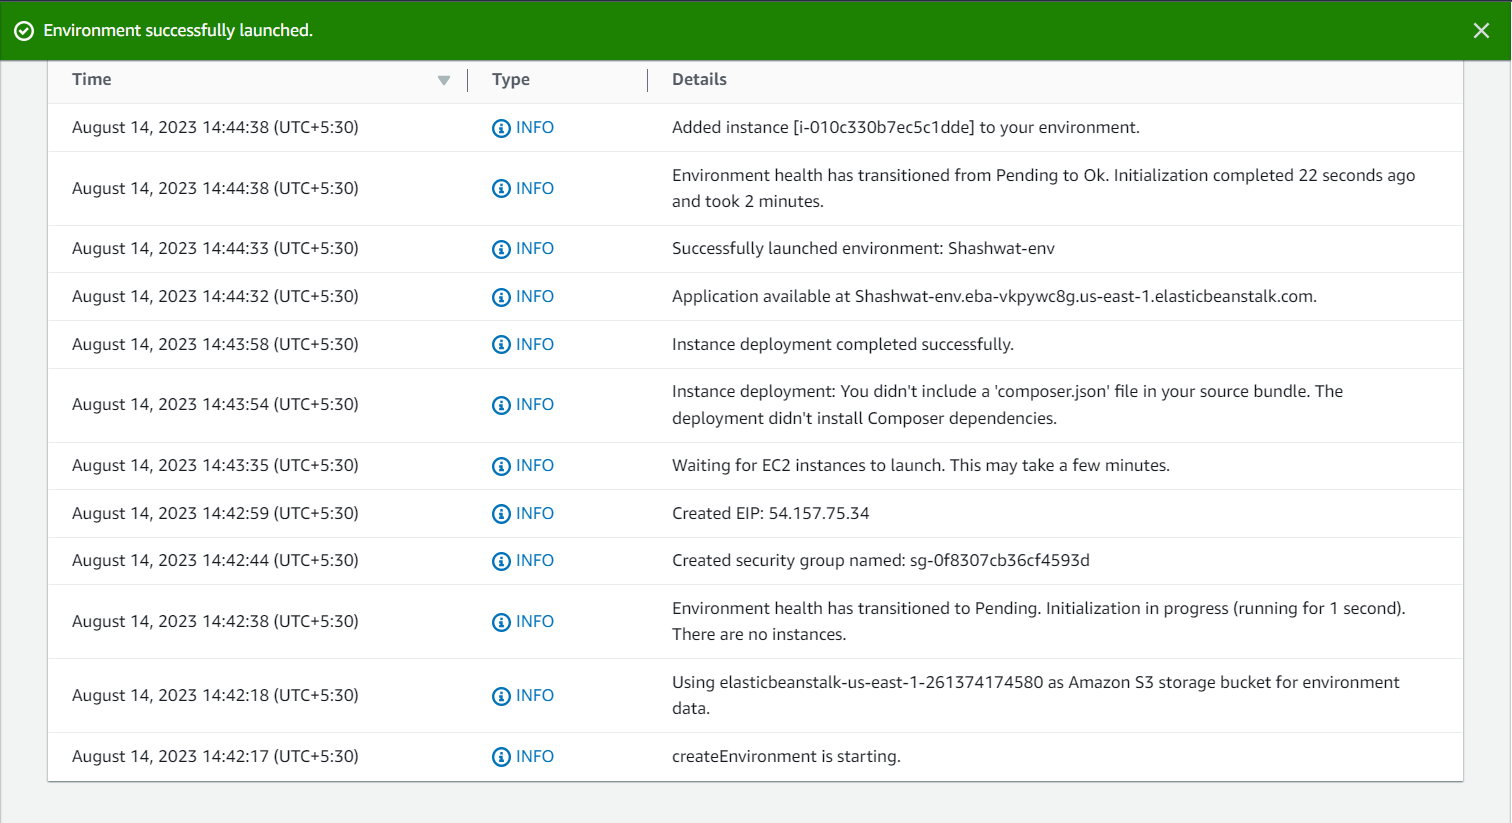 Environment successfully launched.
Time Type Details
August 14, 2023 14:44:38 (UTC+5:30) INFO Added instance [i-010c330b7ec5c1dde] to your environment.
August 14, 2023 14:44:38 (UTC+5:30) INFO Environment health has transitioned from Pending to Ok. Initialization completed 22 seconds ago
and took 2 minutes.
August 14, 2023 14:44:33 (UTC+5:30) INFO Successfully launched environment: Shashwat-env
August 14, 2023 14:44:32 (UTC+5:30) INFO Application available at Shashwat-env.eba-vkpywc8g.us-east-1.elasticbeanstalk.com.
August 14, 2023 14:43:58 (UTC+5:30) INFO Instance deployment completed successfully.
August 14, 2023 14:43:54 (UTC+5:30) INFO Instance deployment: You didn't include a 'composer.json' file in your source bundle. The
deployment didn't install Composer dependencies.
August 14, 2023 14:43:35 (UTC+5:30) INFO Waiting for EC2 instances to launch. This may take a few minutes.
August 14, 2023 14:42:59 (UTC+5:30) INFO Created EIP: 54.157.75.34
August 14, 2023 14:42:44 (UTC+5:30) INFO Created security group named: sg-0f8307cb36cf4593d
August 14, 2023 14:42:38 (UTC+5:30) INFO Environment health has transitioned to Pending. Initialization in progress (running for 1 second).
There are no instances.
August 14, 2023 14:42:18 (UTC+5:30) INFO Using elasticbeanstalk-us-east-1-261374174580 as Amazon S3 storage bucket for environment
data.
August 14, 2023 14:42:17 (UTC+5:30) INFO createEnvironment is starting.